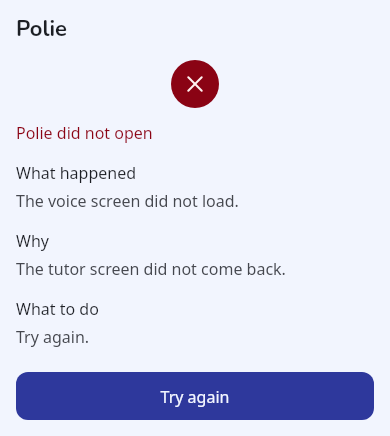 Polie
Polie did not open
What happened
The voice screen did not load.
Why
The tutor screen did not come back.
What to do
Try again.
Try again